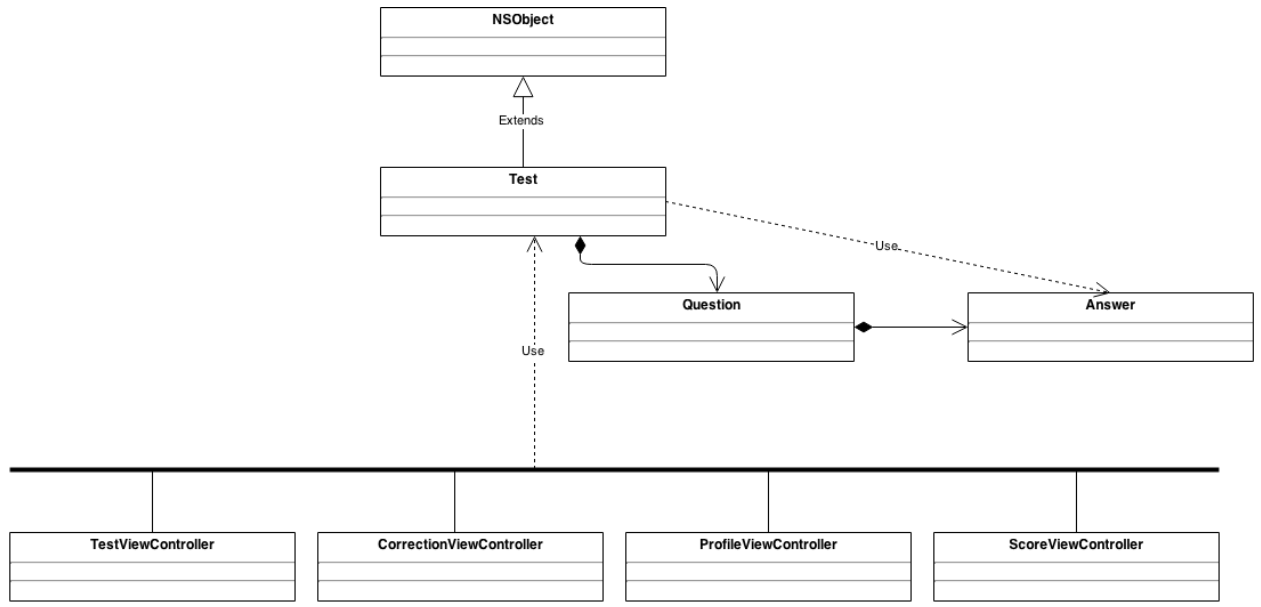 NSObject
Extends
Test
Use
Question
Answer
Use
TestViewController
CorrectionViewController
ProfileViewController
ScoreViewController